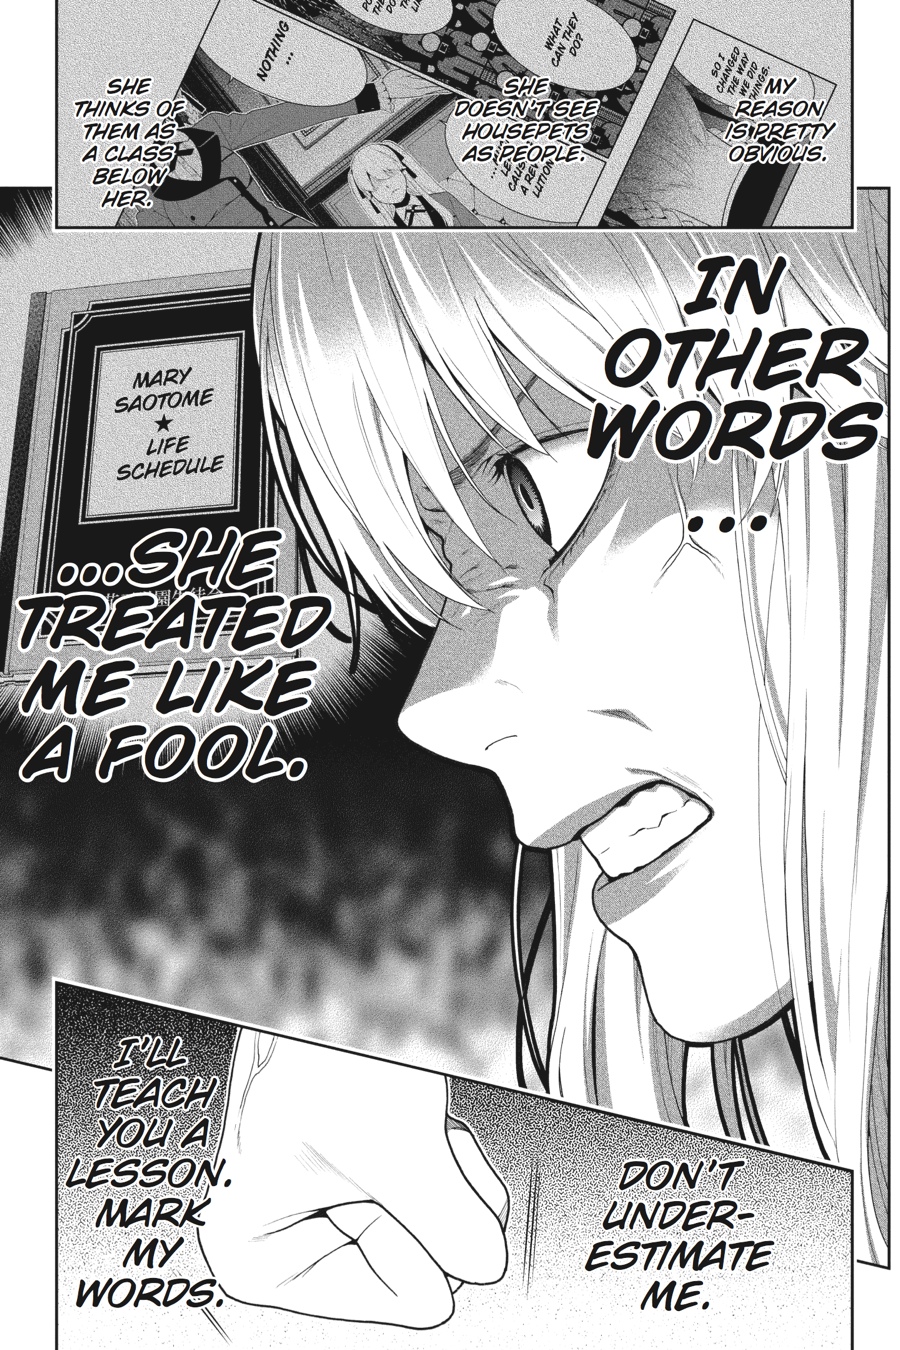 MY
REASON
IS PRETTY
OBVIOUS.
SHE
DOESN'T SEE
HOUSEPETS
AS PEOPLE.
SHE
THINKS OF
THEM AS
A CLASS
BELOW
HER.
SO I
CHANGED
THE WAY
WE DID
THINGS.
WHAT
CAN THEY
DO?
NOTHING
...
A REV
LUTION
IN
OTHER
WORDS
...
MARY
SAOTOME
★
LIFE
SCHEDULE
...SHE
TREATED
ME LIKE
A FOOL.
DON'T
UNDER-
ESTIMATE
ME.
I'LL
TEACH
YOU A
LESSON.
MARK
MY
WORDS.